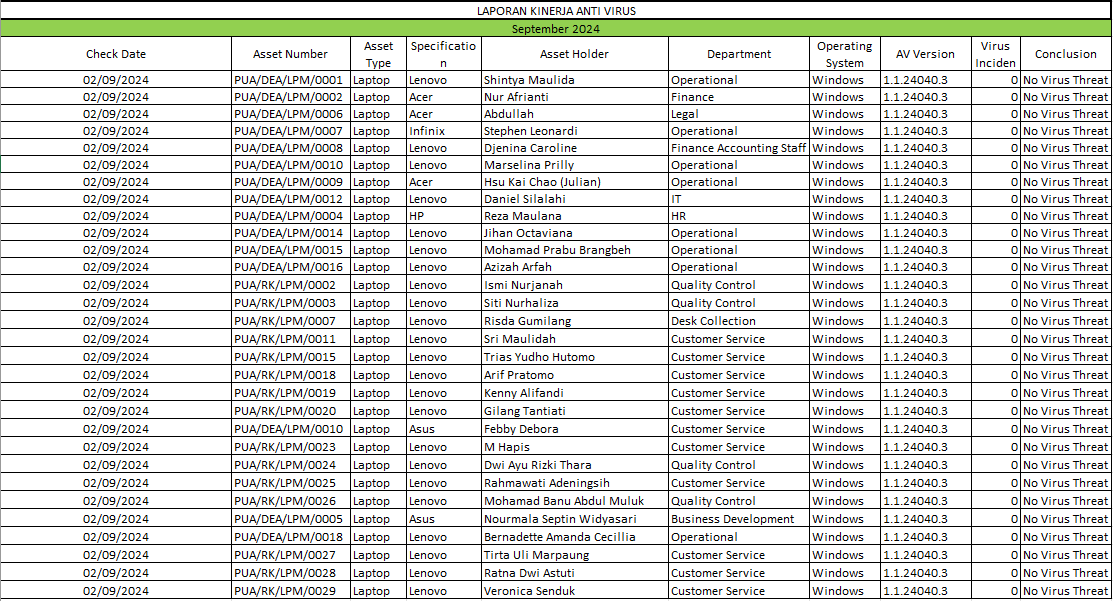 LAPORAN KINERJA ANTI VIRUS
September 2024
Check Date Asset Number Asset Type Specification Asset Holder Department Operating System AV Version Virus Inciden Conclusion
02/09/2024 PUA/DEA/LPM/0001 Laptop Lenovo Shintya Maulida Operational Windows 1.1.24040.3 0 No Virus Threat
02/09/2024 PUA/DEA/LPM/0002 Laptop Acer Nur Afrianti Finance Windows 1.1.24040.3 0 No Virus Threat
02/09/2024 PUA/DEA/LPM/0006 Laptop Acer Abdullah Legal Windows 1.1.24040.3 0 No Virus Threat
02/09/2024 PUA/DEA/LPM/0007 Laptop Infinix Stephen Leonardi Operational Windows 1.1.24040.3 0 No Virus Threat
02/09/2024 PUA/DEA/LPM/0008 Laptop Lenovo Djenina Caroline Finance Accounting Staff Windows 1.1.24040.3 0 No Virus Threat
02/09/2024 PUA/DEA/LPM/0010 Laptop Lenovo Marselina Prilly Operational Windows 1.1.24040.3 0 No Virus Threat
02/09/2024 PUA/DEA/LPM/0009 Laptop Acer Hsu Kai Chao (Julian) Operational Windows 1.1.24040.3 0 No Virus Threat
02/09/2024 PUA/DEA/LPM/0012 Laptop Lenovo Daniel Silalahi IT Windows 1.1.24040.3 0 No Virus Threat
02/09/2024 PUA/DEA/LPM/0004 Laptop HP Reza Maulana HR Windows 1.1.24040.3 0 No Virus Threat
02/09/2024 PUA/DEA/LPM/0014 Laptop Lenovo Jihan Octaviana Operational Windows 1.1.24040.3 0 No Virus Threat
02/09/2024 PUA/DEA/LPM/0015 Laptop Lenovo Mohamad Prabu Brangbeh Operational Windows 1.1.24040.3 0 No Virus Threat
02/09/2024 PUA/DEA/LPM/0016 Laptop Lenovo Azizah Arfah Operational Windows 1.1.24040.3 0 No Virus Threat
02/09/2024 PUA/RK/LPM/0002 Laptop Lenovo Ismi Nurjanah Quality Control Windows 1.1.24040.3 0 No Virus Threat
02/09/2024 PUA/RK/LPM/0003 Laptop Lenovo Siti Nurhaliza Quality Control Windows 1.1.24040.3 0 No Virus Threat
02/09/2024 PUA/RK/LPM/0007 Laptop Lenovo Risda Gumilang Desk Collection Windows 1.1.24040.3 0 No Virus Threat
02/09/2024 PUA/RK/LPM/0011 Laptop Lenovo Sri Maulidah Customer Service Windows 1.1.24040.3 0 No Virus Threat
02/09/2024 PUA/RK/LPM/0015 Laptop Lenovo Trias Yudho Hutomo Customer Service Windows 1.1.24040.3 0 No Virus Threat
02/09/2024 PUA/RK/LPM/0018 Laptop Lenovo Arif Pratomo Customer Service Windows 1.1.24040.3 0 No Virus Threat
02/09/2024 PUA/RK/LPM/0019 Laptop Lenovo Kenny Alifandi Customer Service Windows 1.1.24040.3 0 No Virus Threat
02/09/2024 PUA/RK/LPM/0020 Laptop Lenovo Gilang Tantiati Customer Service Windows 1.1.24040.3 0 No Virus Threat
02/09/2024 PUA/DEA/LPM/0010 Laptop Asus Febby Debora Customer Service Windows 1.1.24040.3 0 No Virus Threat
02/09/2024 PUA/RK/LPM/0023 Laptop Lenovo M Hapis Customer Service Windows 1.1.24040.3 0 No Virus Threat
02/09/2024 PUA/RK/LPM/0024 Laptop Lenovo Dwi Ayu Rizki Thara Quality Control Windows 1.1.24040.3 0 No Virus Threat
02/09/2024 PUA/RK/LPM/0025 Laptop Lenovo Rahmawati Adeningsih Customer Service Windows 1.1.24040.3 0 No Virus Threat
02/09/2024 PUA/RK/LPM/0026 Laptop Lenovo Mohamad Banu Abdul Muluk Quality Control Windows 1.1.24040.3 0 No Virus Threat
02/09/2024 PUA/DEA/LPM/0005 Laptop Asus Nourmala Septin Widyasari Business Development Windows 1.1.24040.3 0 No Virus Threat
02/09/2024 PUA/DEA/LPM/0018 Laptop Lenovo Bernadette Amanda Cecillia Operational Windows 1.1.24040.3 0 No Virus Threat
02/09/2024 PUA/RK/LPM/0027 Laptop Lenovo Tirta Uli Marpaung Customer Service Windows 1.1.24040.3 0 No Virus Threat
02/09/2024 PUA/RK/LPM/0028 Laptop Lenovo Ratna Dwi Astuti Customer Service Windows 1.1.24040.3 0 No Virus Threat
02/09/2024 PUA/RK/LPM/0029 Laptop Lenovo Veronica Senduk Customer Service Windows 1.1.24040.3 0 No Virus Threat